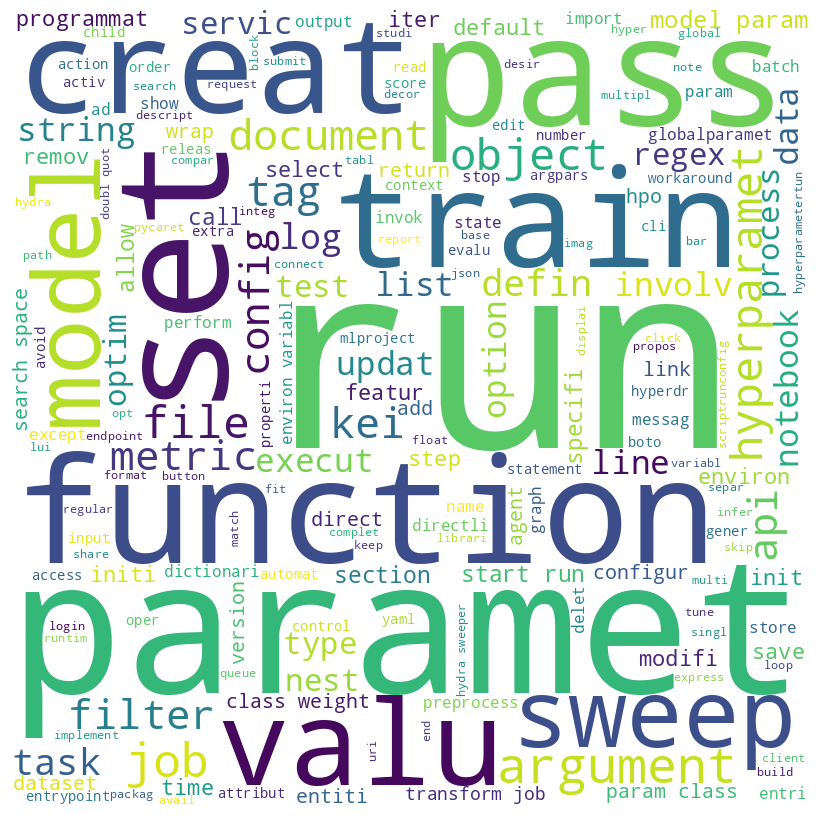 programmat
child
servic
output
iter
default
import
hyper
model param
global
studi
creat
pass
action
order
block
submit
read
desir
note
batch
activ
search
request
score
multipl
param
descript
decor
ad
show
string
wrap
document
edit
number
globalparamet
data
remov
releas
compar
tabl
select
return
object
stop
argpars
regex
workaround
doubl quot
model
set
tag
context
train
hpo
hydra
call
integ
invok
state
cli
extra
log
base
bar
pycaret
report
evalu
imag
path
allow
config
connect
json
test
list
defin
involv
hyperparamet
process
hyperparametertun
search space
optim
perform
environ variabl
run
option
displai
click
avoid
mlproject
propos
updat
link
scriptrunconfig
notebook
featur
specifi
hyperdr
opt
file
properti
kei
add
messag
except
endpoint
boto
lui
metric
execut
float
step
line
variabl
statement
environ
format
button
fit
function
separ
api
regular
match
direct
name
agent
graph
infer
input
complet
directli
gener
share
keep
librari
skip
access
initi
dictionari
automat
section
start run
configur
multi
init
paramet
login
oper
version
control
yaml
hydra sweeper
delet
tune
store
runtim
type
singl
modifi
save
queue
nest
loop
express
filter
class weight
preprocess
sweep
implement
valu
end
uri
task
job
argument
client
dataset
time
build
entrypoint
packag
avail
attribut
entiti
transform job
param class
entri